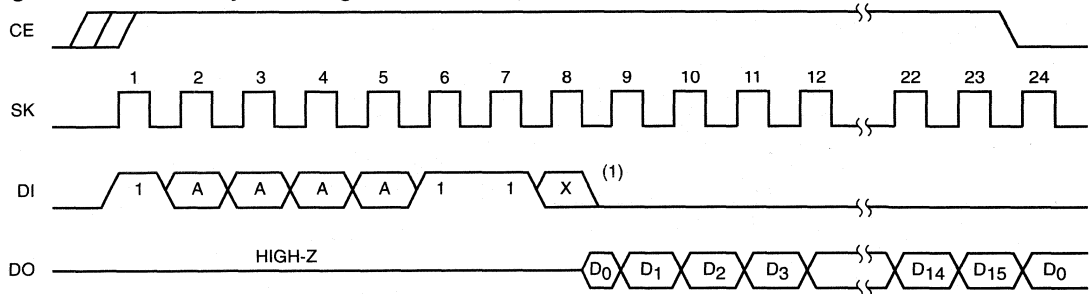 CE
1 2 3 4 5 6 7 8 9 10 11 12 22 23 24
SK
(1)
DI 1 A A A A 1 1 X
HIGH-Z
DO D0 D1 D2 D3 D14 D15 D0